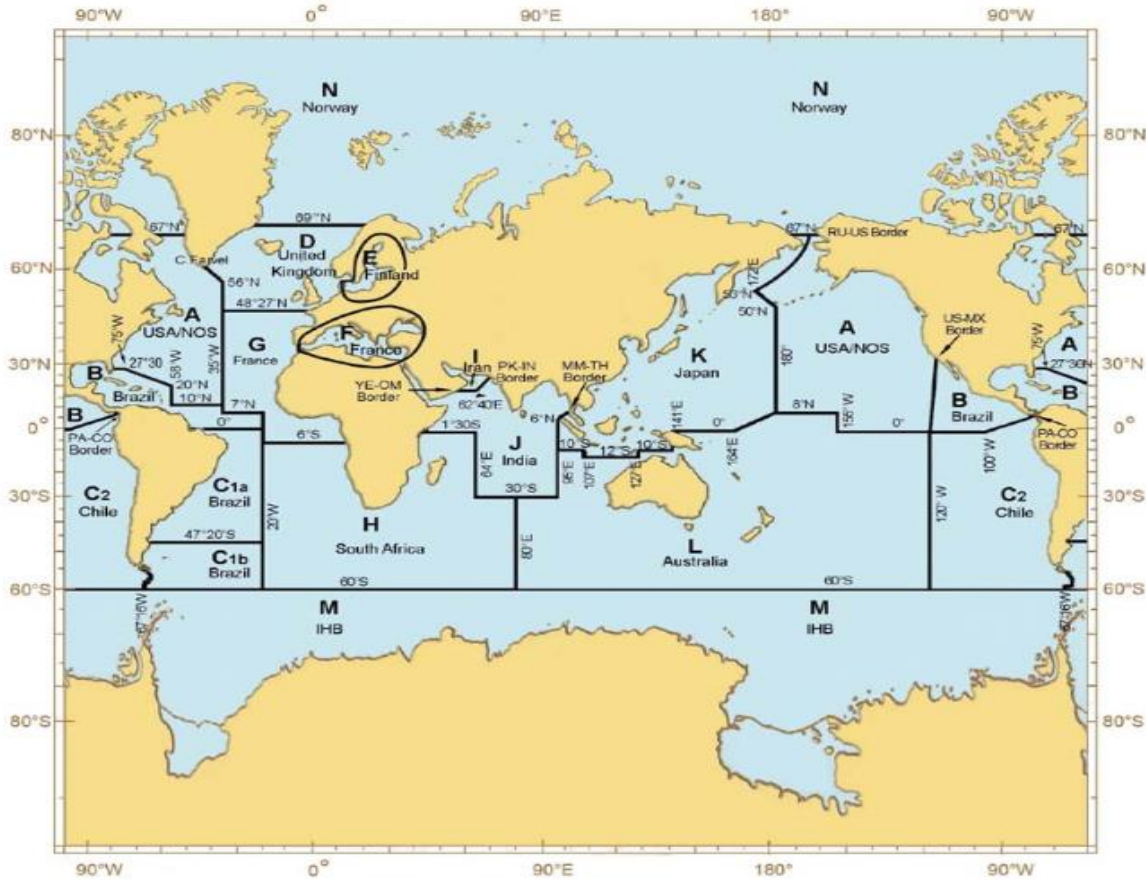 90°W 0° 90°E 180° 90°W
N
Norway
N
Norway
80°N
80°N
69°N
67°N
67°N
67°N
RU-US Border
D
United
Kingdom
E
Finland
C.Farvel
60°N
60°N
56°N
172°E
53°N
50°N
48°27'N
A
USA/NOS
75°W
G
France
F
France
35°W
58°W
27°30
I
Iran
PK-IN
Border
MM-TH
Border
K
Japan
180°
A
USA/NOS
US-MX
Border
75°W
A
30°N
30°N
27°30N
B
Brazil
20°N
10°N
7°N
YE-OM
Border
62°40'E
6°N
141°E
8°N
156°W
B
Brazil
B
B
0°
0°
PA-CO
Border
0°
6°S
1°30S
J
India
64°E
10°S
95°E
107°E
12°S
127°E
10°S
0°
164°E
0°
100°W
PA-CO
Border
C2
Chile
C1a
Brazil
20°W
30°S
30°S
30°S
120°W
C2
Chile
47°20'S
C1b
Brazil
H
South Africa
80°E
L
Australia
60°S
60°S
60°S
60°S
67°16'W
M
IHB
M
IHB
67°16'W
80°S
80°S
90°W 0° 90°E 180° 90°W